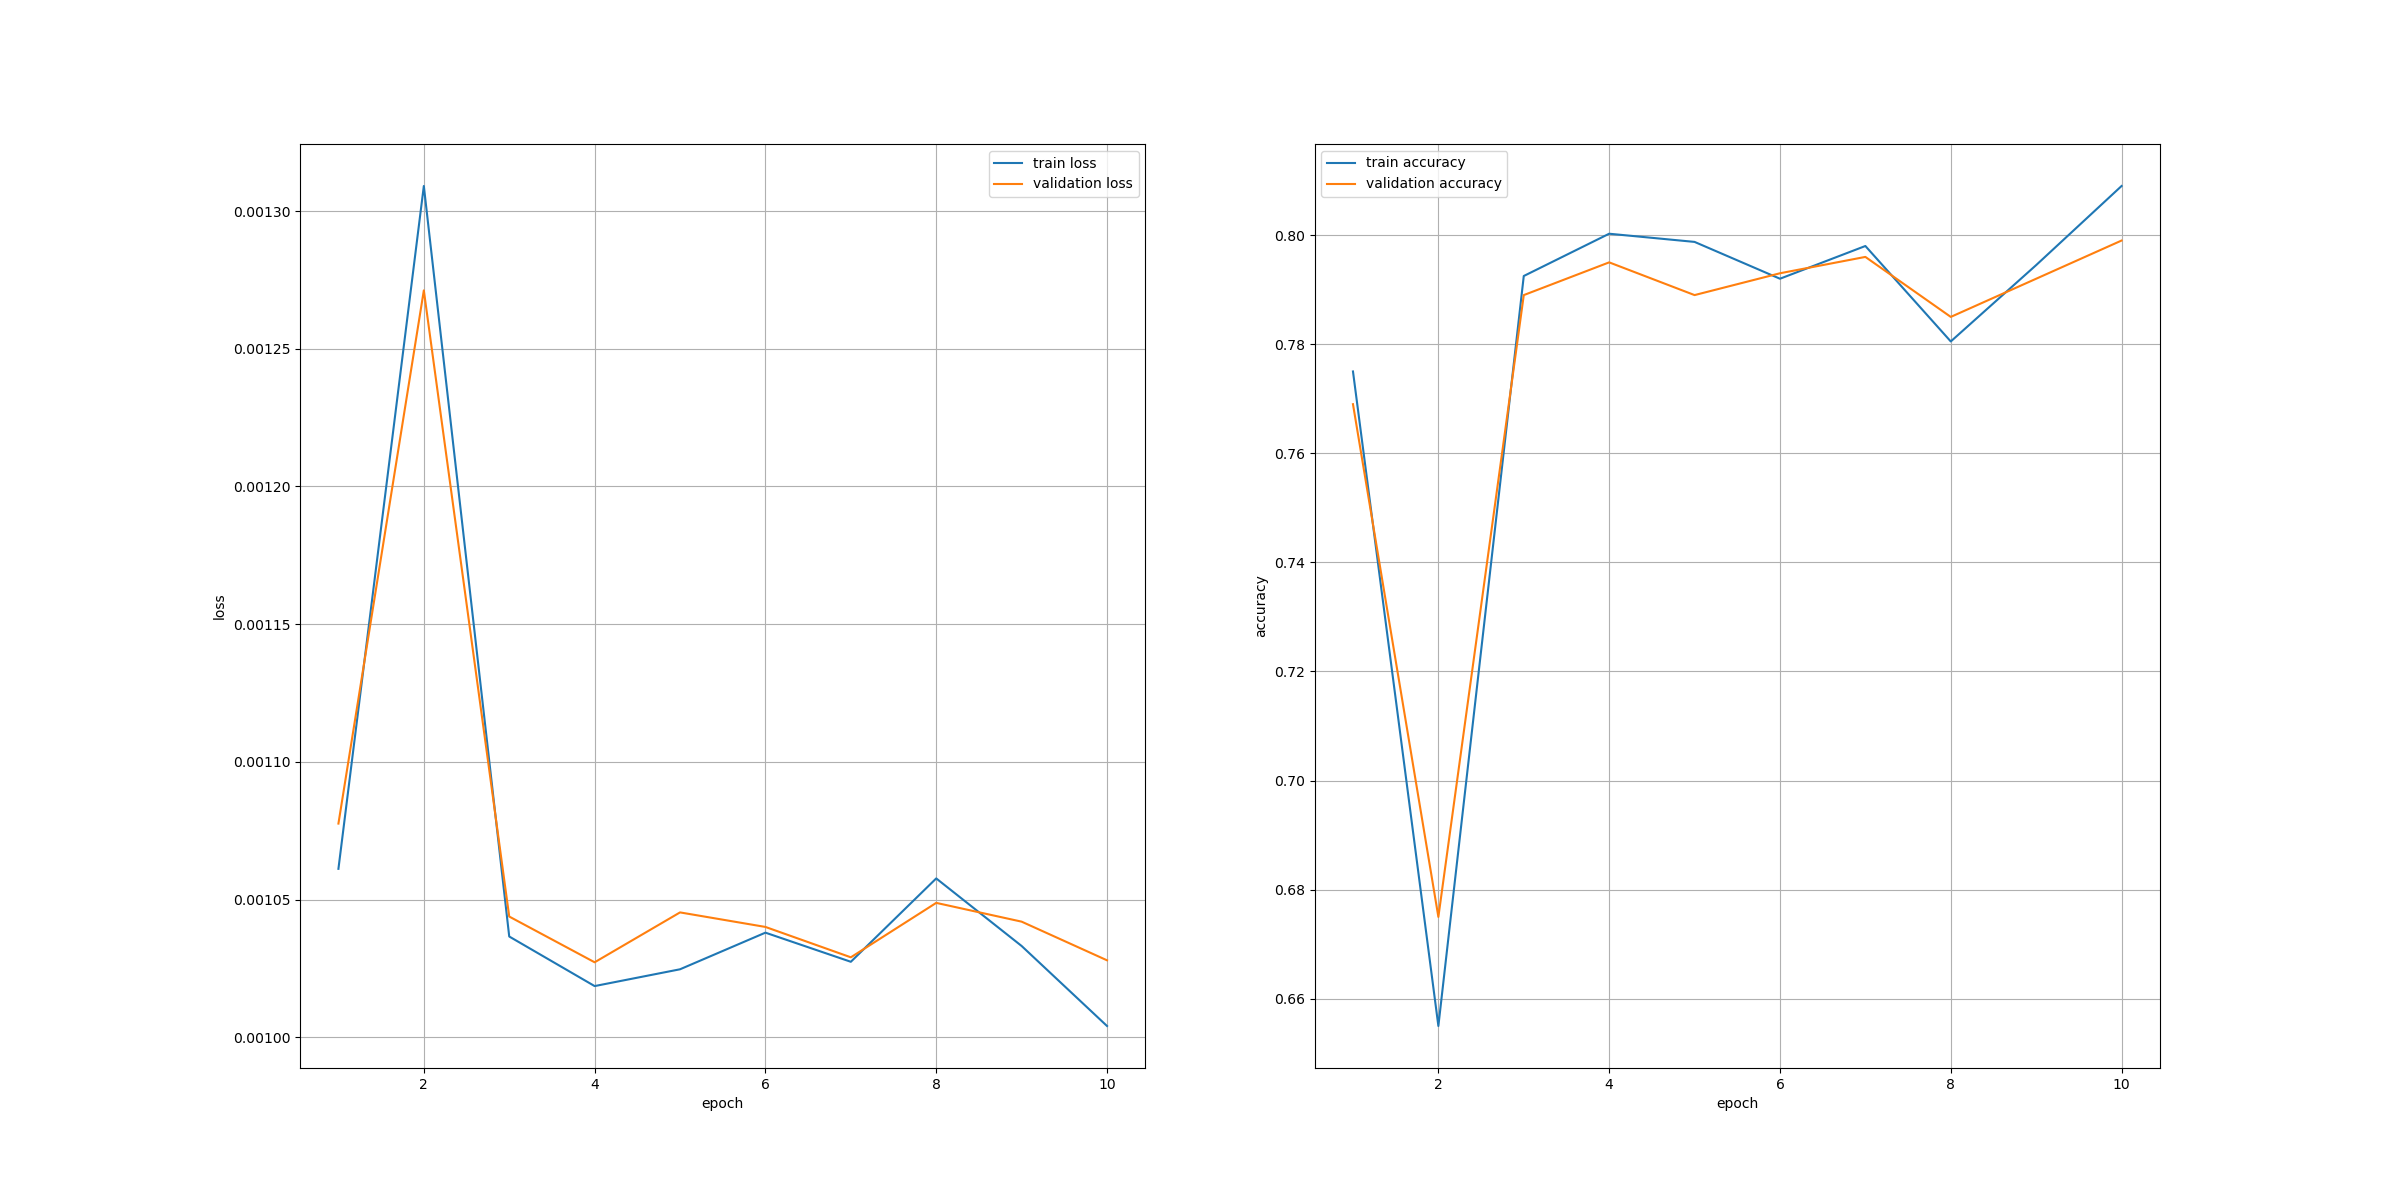 train loss
validation loss
0.00130
0.00125
0.00120
0.00115
0.00110
0.00105
0.00100
loss
2 4 6 8 10
epoch
train accuracy
validation accuracy
0.80
0.78
0.76
0.74
0.72
0.70
0.68
0.66
accuracy
2 4 6 8 10
epoch